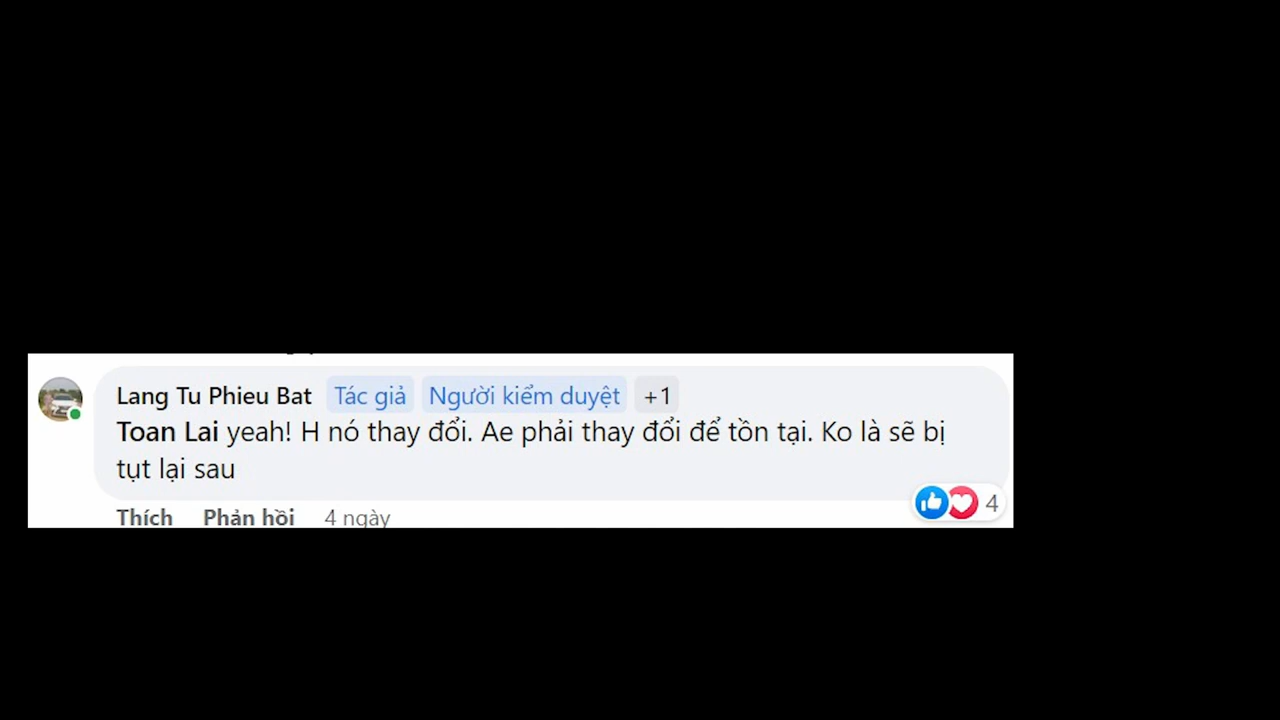 Lang Tu Phieu Bat Tác giả Người kiểm duyệt +1
Toan Lai yeah! H nó thay đổi. Ae phải thay đổi để tồn tại. Ko là sẽ bị
tụt lại sau
4
Thích Phản hồi 4 ngày